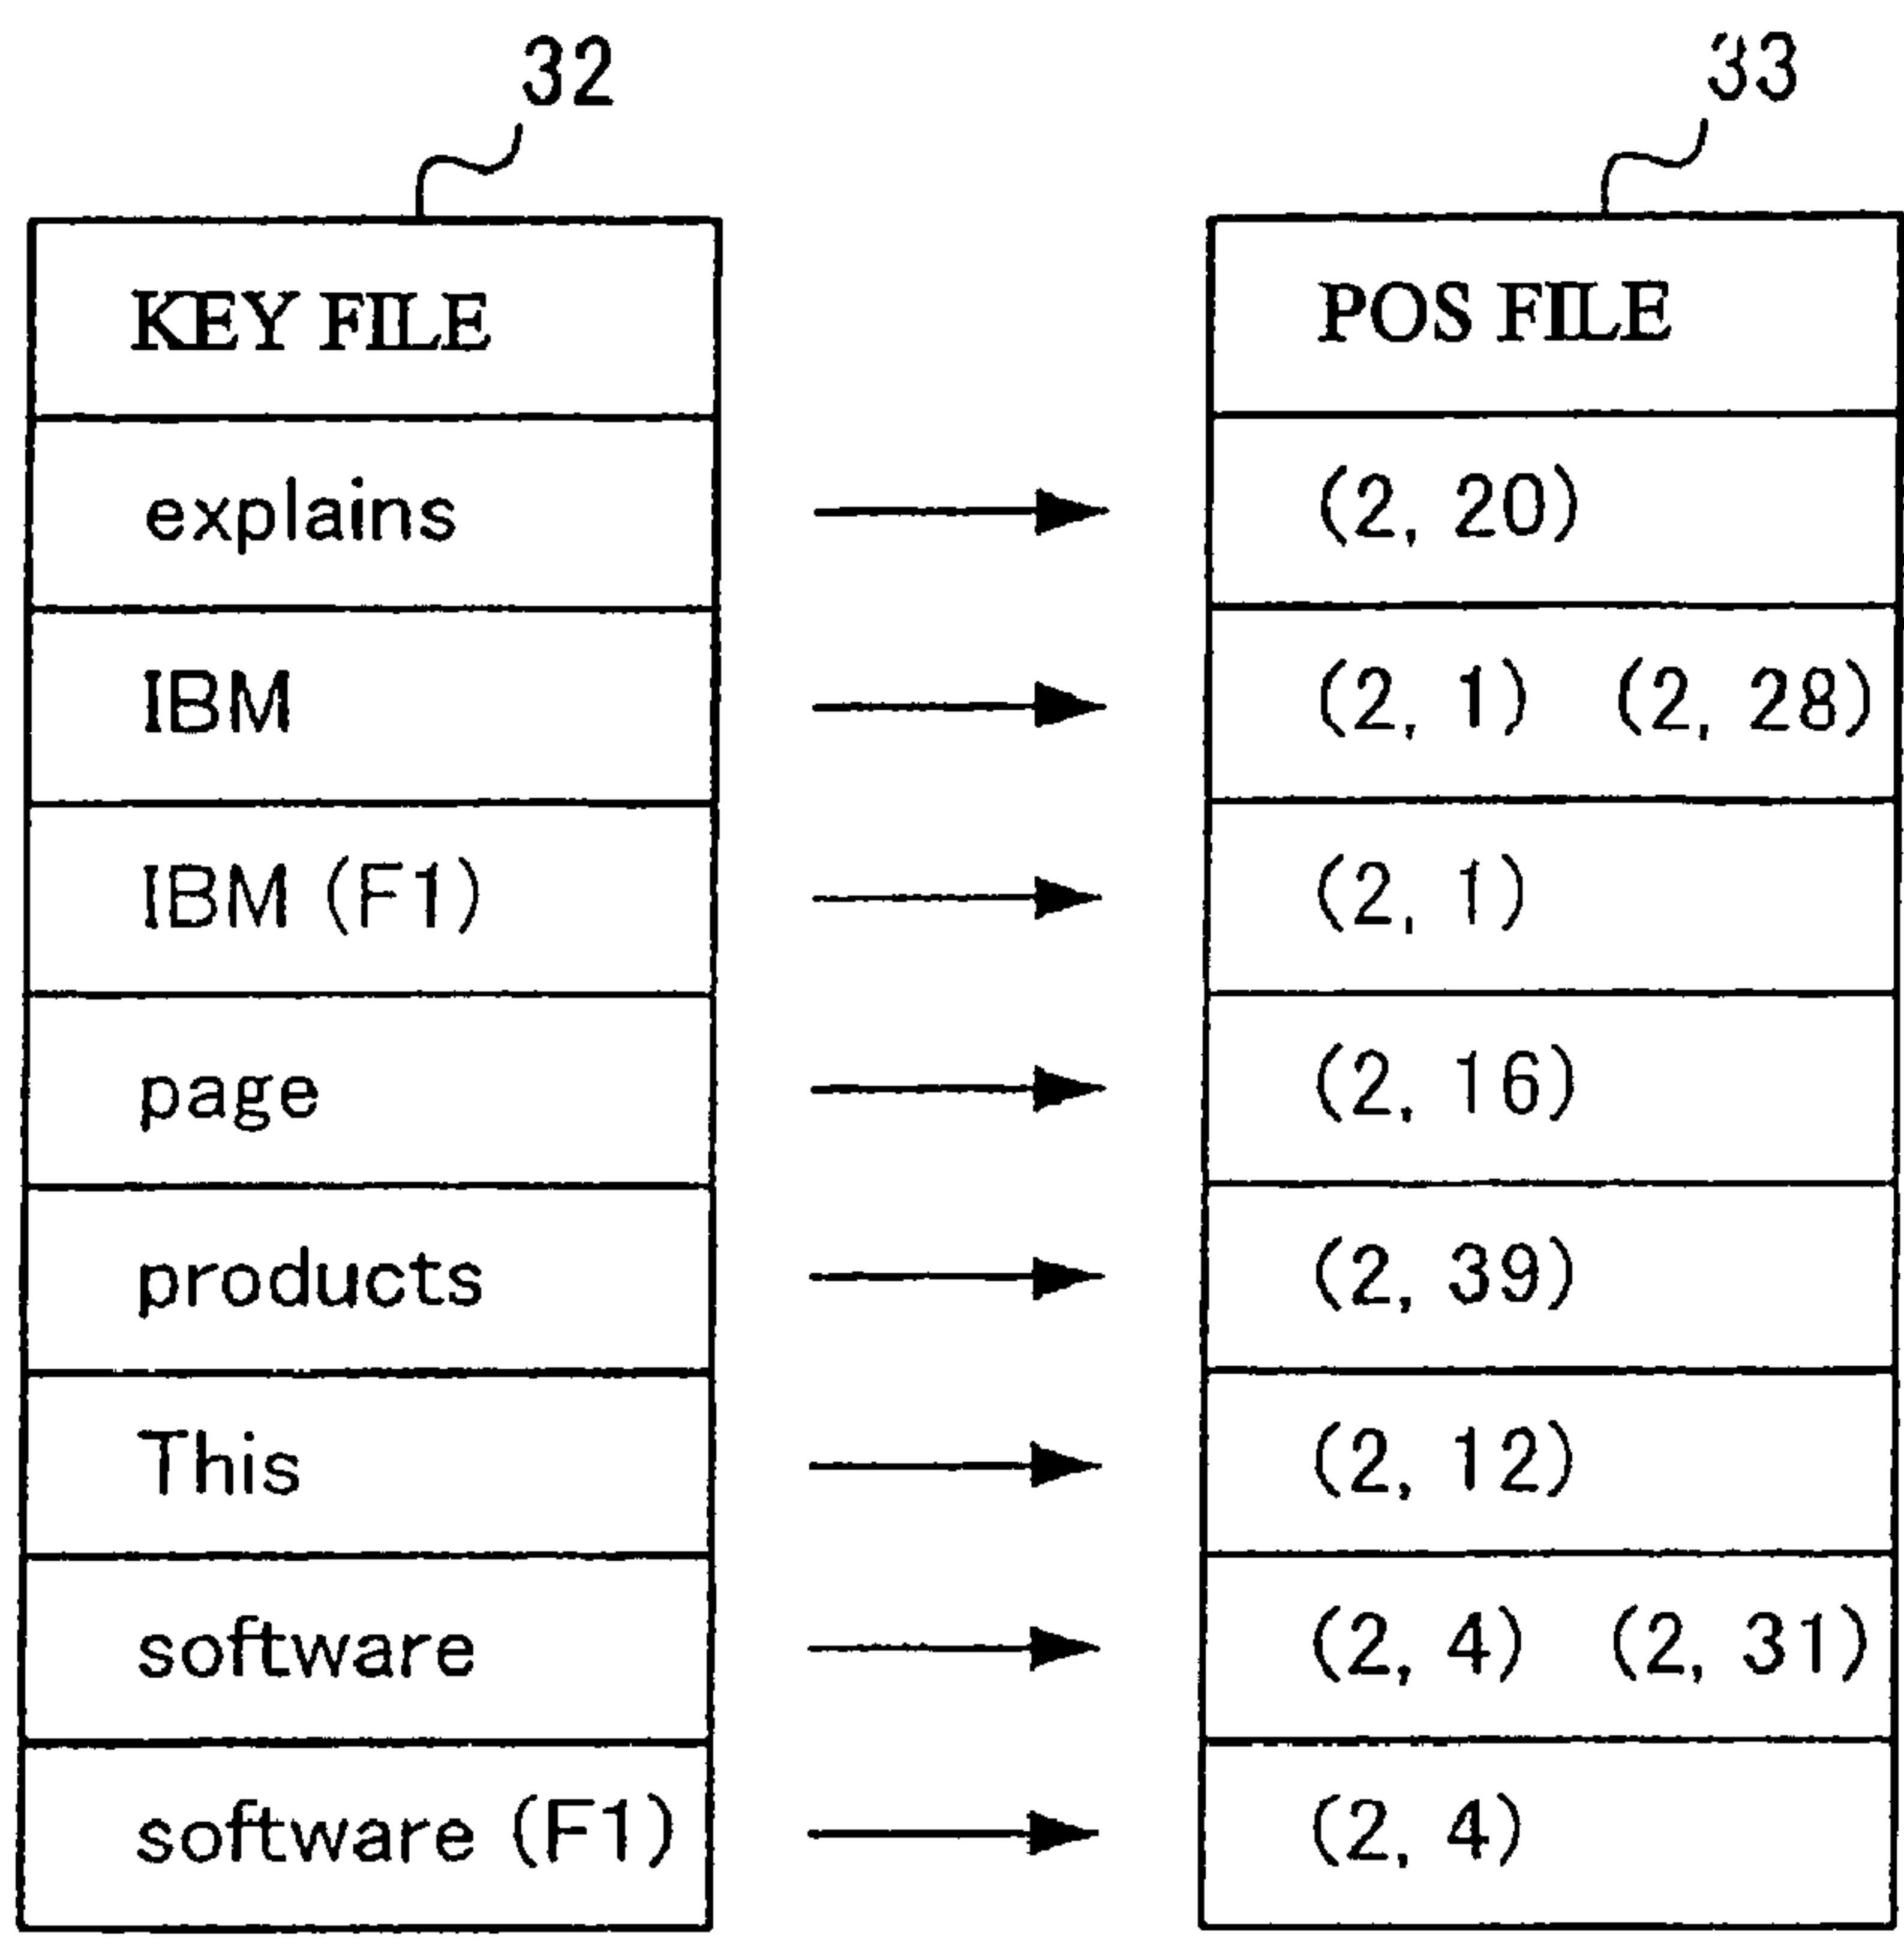 32 33
KEY FILE POS FILE
explains (2, 20)
IBM (2, 1) (2, 28)
IBM (F1) (2, 1)
page (2, 16)
products (2, 39)
This (2, 12)
software (2, 4) (2, 31)
software (F1) (2, 4)